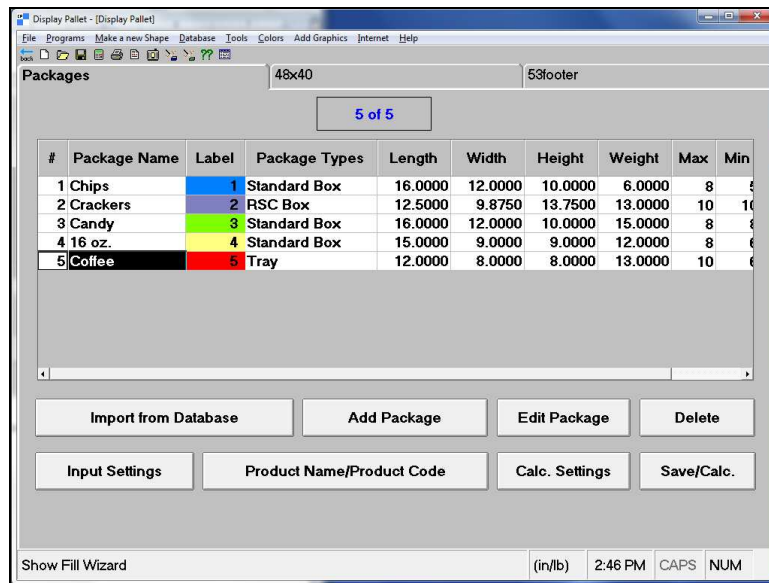 Display Pallet - [Display Pallet]
File Programs Make a new Shape Database Tools Colors Add Graphics Internet Help
back
Packages 48x40 53footer
5 of 5
# Package Name Label Package Types Length Width Height Weight Max Min
1 Chips 1 Standard Box 16.0000 12.0000 10.0000 6.0000 8
2 Crackers 2 RSC Box 12.5000 9.8750 13.7500 13.0000 10
3 Candy 3 Standard Box 16.0000 12.0000 10.0000 15.0000 8
4 16 oz. 4 Standard Box 15.0000 9.0000 9.0000 12.0000 8
5 Coffee 5 Tray 12.0000 8.0000 8.0000 13.0000 10
Import from Database Add Package Edit Package Delete
Input Settings Product Name/Product Code Calc. Settings Save/Calc.
Show Fill Wizard (in/lb) 2:46 PM CAPS NUM